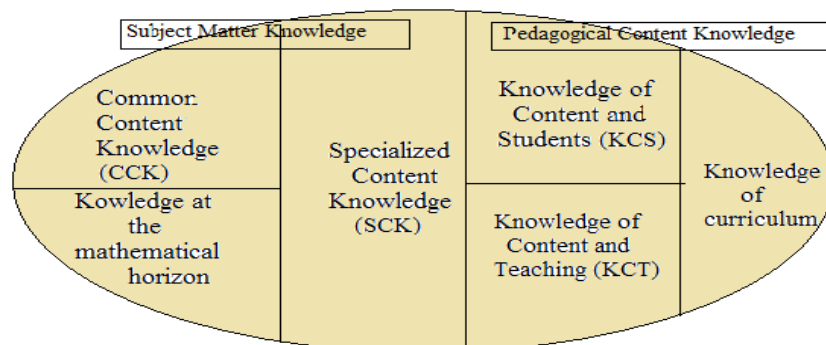 Subject Matter Knowledge
Pedagogical Content Knowledge
Common
Content
Knowledge
(CCK)
Kowledge at
the
mathematical
horizon
Specialized
Content
Knowledge
(SCK)
Knowledge of
Content and
Students (KCS)
Knowledge of
Content and
Teaching (KCT)
Knowledge
of
curriculum